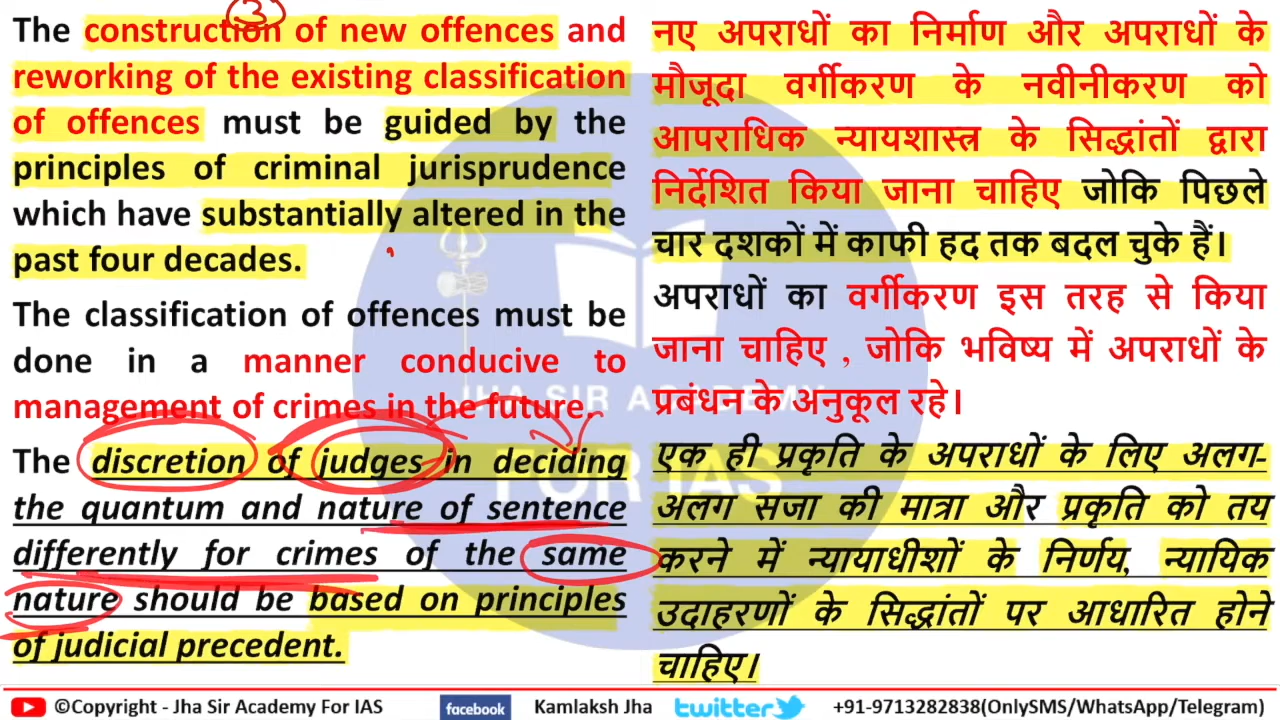 3
The construction of new offences and
reworking of the existing classification
of offences must be guided by the
principles of criminal jurisprudence
which have substantially altered in the
past four decades.
The classification of offences must be
done in a manner conducive to
management of crimes in the future.
The discretion of judges in deciding
the quantum and nature of sentence
differently for crimes of the same
nature should be based on principles
of judicial precedent.
नए अपराधों का निर्माण और अपराधों के
मौजूदा वर्गीकरण के नवीनीकरण को
आपराधिक न्यायशास्त्र के सिद्धांतों द्वारा
निर्देशित किया जाना चाहिए जोकि पिछले
चार दशकों में काफी हद तक बदल चुके हैं।
अपराधों का वर्गीकरण इस तरह से किया
जाना चाहिए , जोकि भविष्य में अपराधों के
प्रबंधन के अनुकूल रहे।
एक ही प्रकृति के अपराधों के लिए अलग-
अलग सजा की मात्रा और प्रकृति को तय
करने में न्यायाधीशों के निर्णय, न्यायिक
उदाहरणों के सिद्धांतों पर आधारित होने
चाहिए।
JHA SIR ACADEMY
FOR IAS
©Copyright - Jha Sir Academy For IAS facebook Kamlaksh Jha twitter +91-9713282838(OnlySMS/WhatsApp/Telegram)